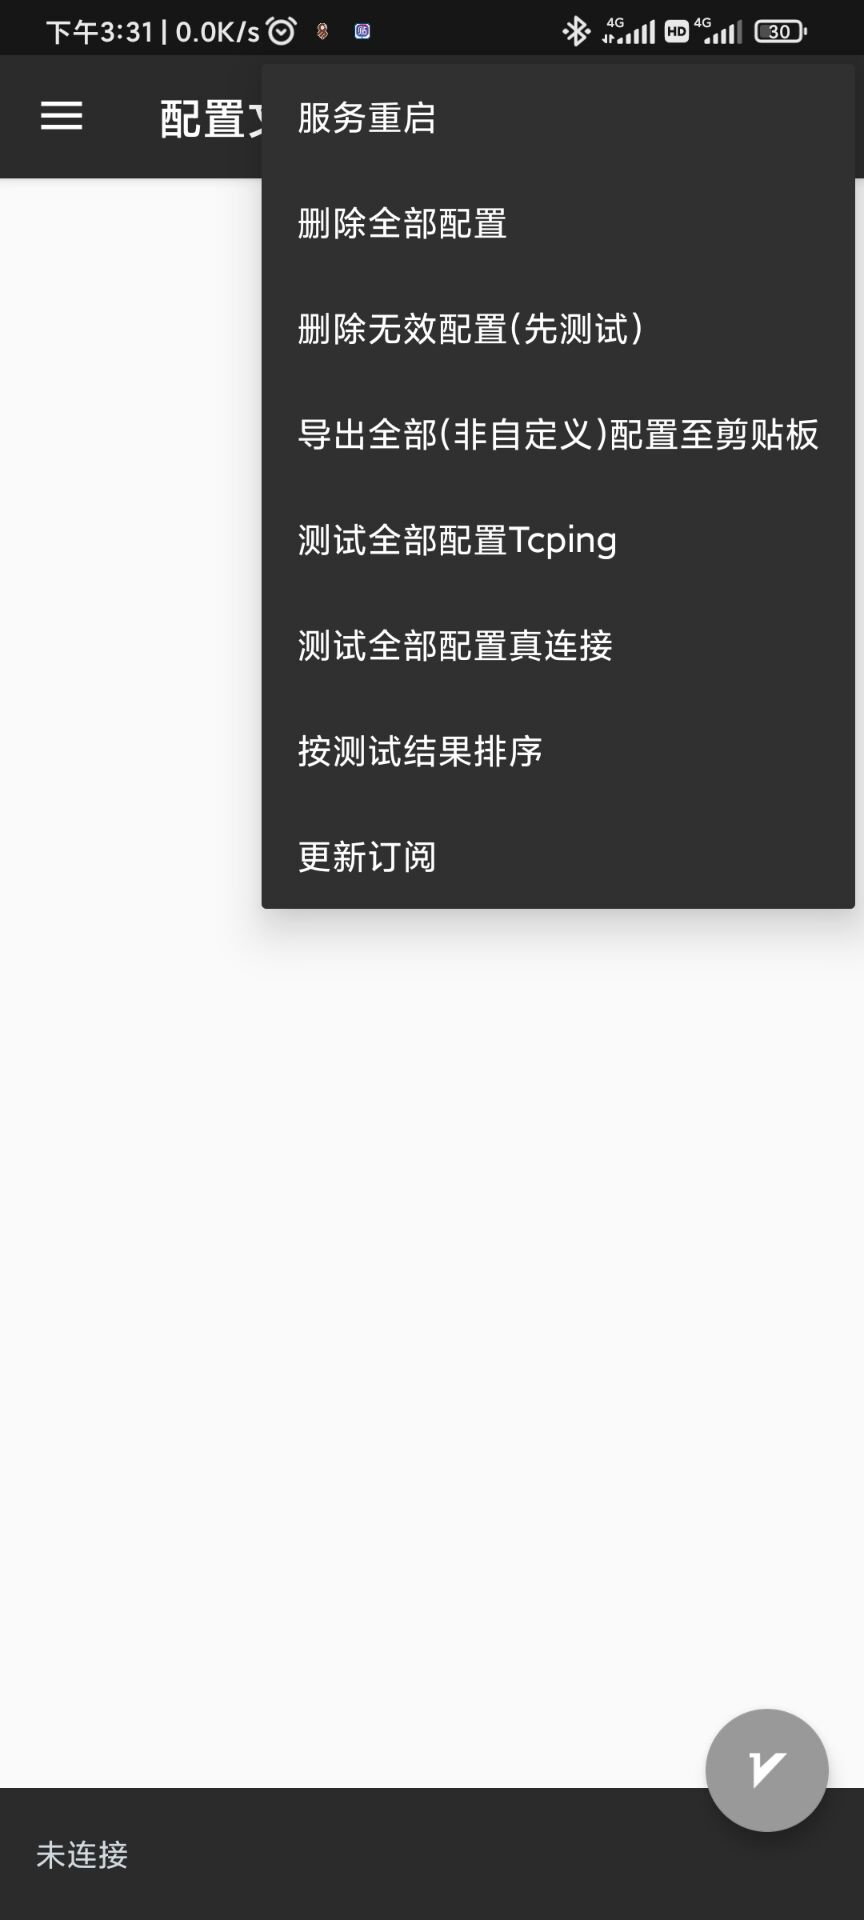 下午3:31 | 0.0K/s
4G HD 4G 30
配置文
服务重启
删除全部配置
删除无效配置(先测试)
导出全部(非自定义)配置至剪贴板
测试全部配置Tcping
测试全部配置真连接
按测试结果排序
更新订阅
未连接